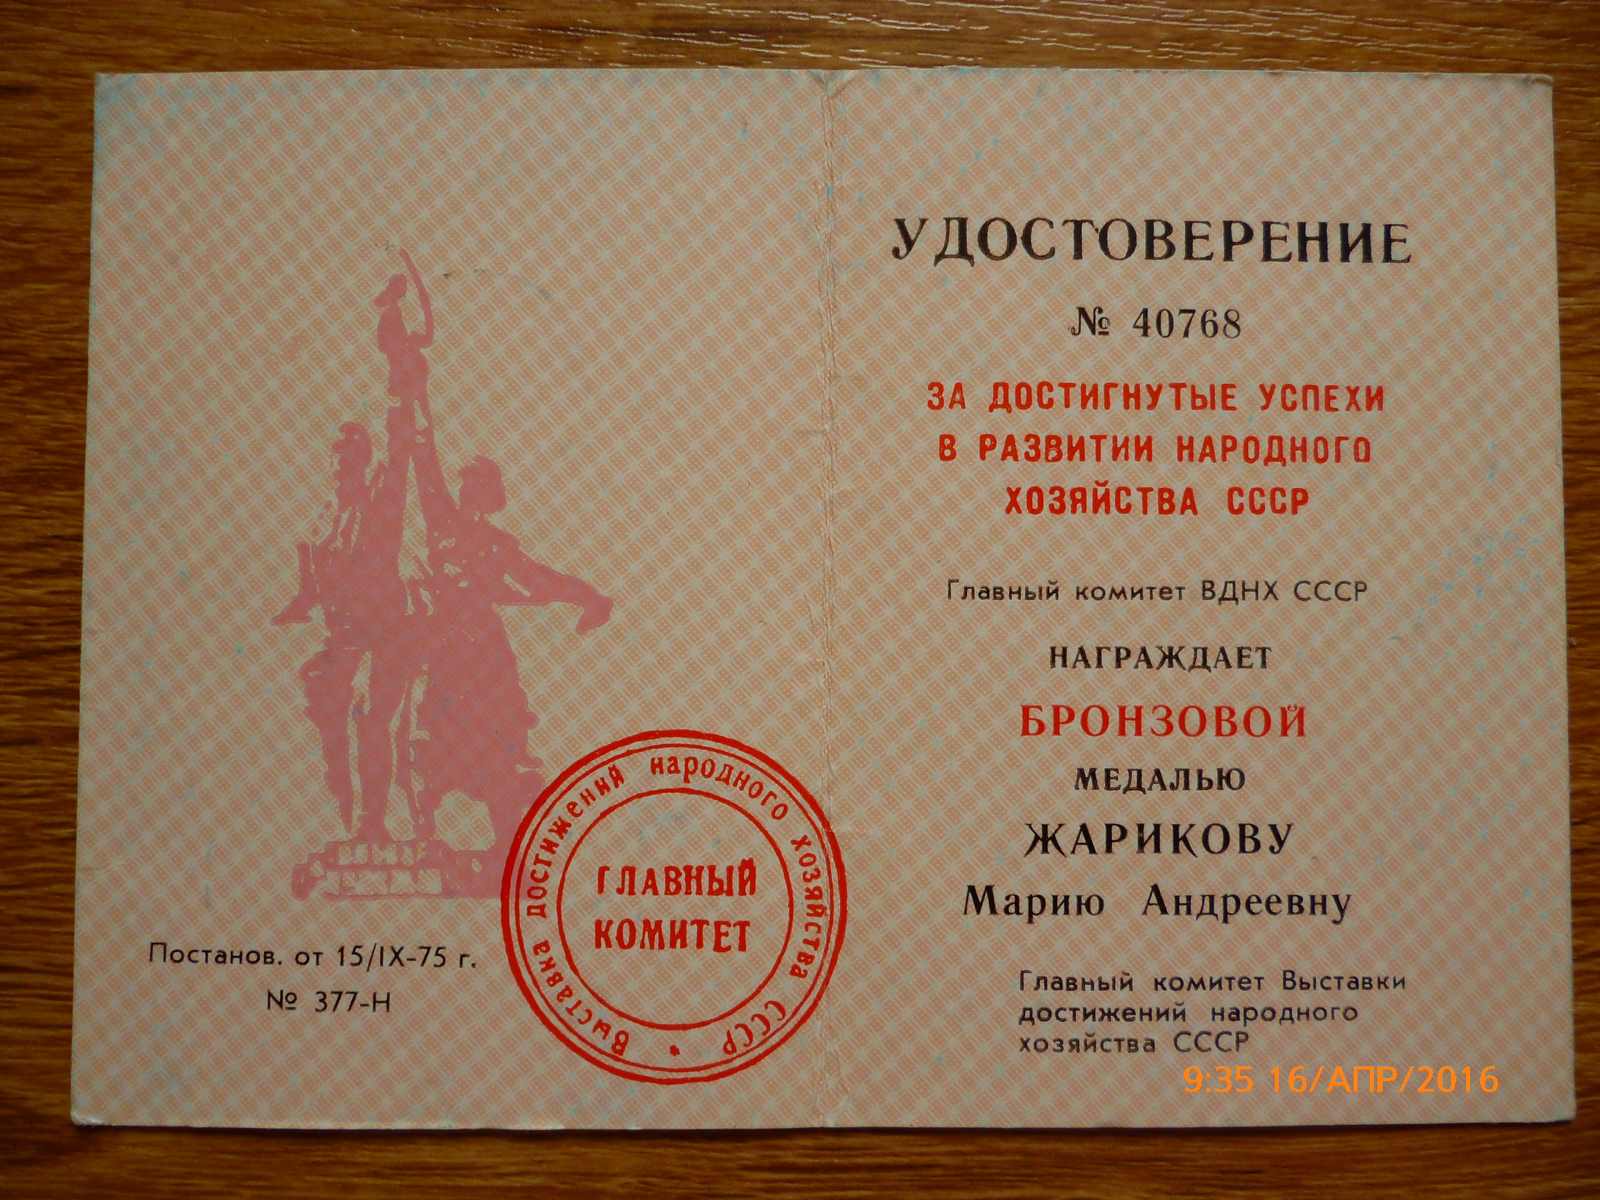 Постанов. от 15/IX-75 г.
№ 377-Н
Выставка достижений народного хозяйства СССР
ГЛАВНЫЙ
КОМИТЕТ
УДОСТОВЕРЕНИЕ
№ 40768
ЗА ДОСТИГНУТЫЕ УСПЕХИ
В РАЗВИТИИ НАРОДНОГО
ХОЗЯЙСТВА СССР
Главный комитет ВДНХ СССР
НАГРАЖДАЕТ
БРОНЗОВОЙ
МЕДАЛЬЮ
ЖАРИКОВУ
Марию Андреевну
Главный комитет Выставки
достижений народного
хозяйства СССР
9:35 16/АПР/2016